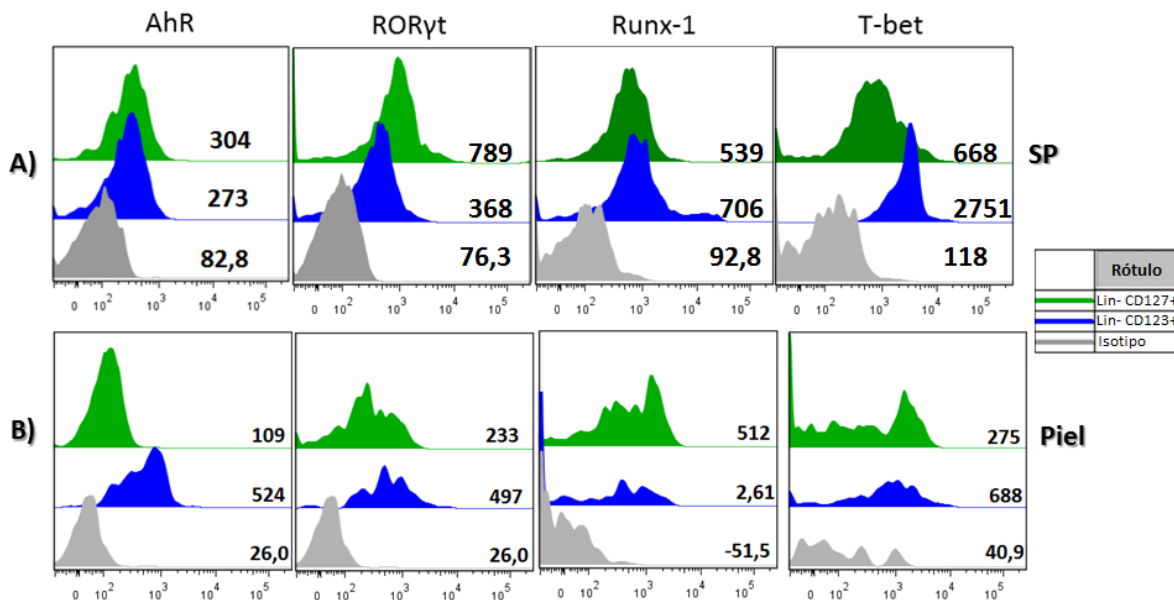 AhR RORγt Runx-1 T-bet
A)
304 789 539 668
SP
273 368 706 2751
82,8 76,3 92,8 118
0 10² 10³ 10⁴ 10⁵ 0 10² 10³ 10⁴ 10⁵ 0 10² 10³ 10⁴ 10⁵ 0 10² 10³ 10⁴ 10⁵
Rótulo
Lin- CD127+
Lin- CD123+
Isotipo
B)
109 233 512 275
Piel
524 497 2,61 688
26,0 26,0 -51,5 40,9
0 10² 10³ 10⁴ 10⁵ 0 10² 10³ 10⁴ 10⁵ 0 10² 10³ 10⁴ 10⁵ 0 10² 10³ 10⁴ 10⁵